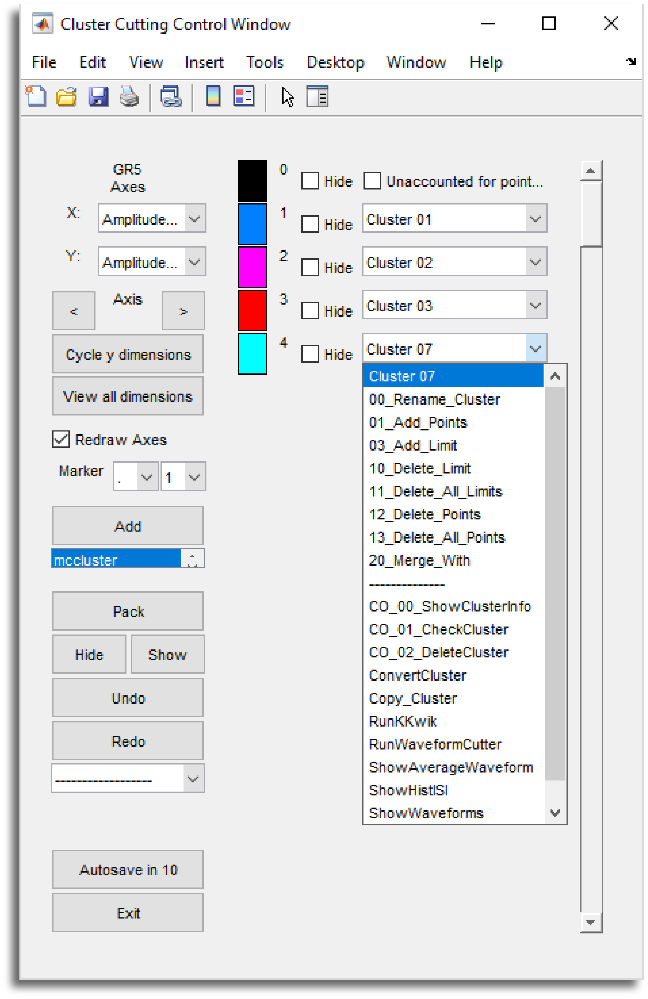 Cluster Cutting Control Window
File Edit View Insert Tools Desktop Window Help
GR5
Axes
X: Amplitude...
Y: Amplitude...
< Axis >
Cycle y dimensions
View all dimensions
Redraw Axes
Marker . 1
Add
mccluster
Pack
Hide Show
Undo
Redo
-----------------
Autosave in 10
Exit
0 Hide Unaccounted for point...
1 Hide Cluster 01
2 Hide Cluster 02
3 Hide Cluster 03
4 Hide Cluster 07
Cluster 07
00_Rename_Cluster
01_Add_Points
03_Add_Limit
10_Delete_Limit
11_Delete_All_Limits
12_Delete_Points
13_Delete_All_Points
20_Merge_With
--------------
CO_00_ShowClusterInfo
CO_01_CheckCluster
CO_02_DeleteCluster
ConvertCluster
Copy_Cluster
RunKKwik
RunWaveformCutter
ShowAverageWaveform
ShowHistISI
ShowWaveforms